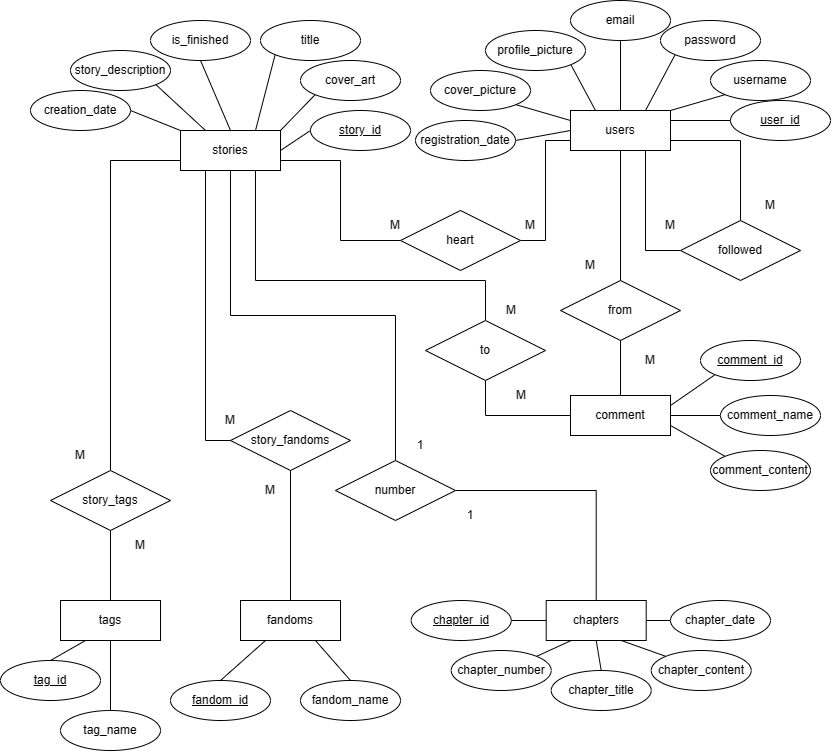 email
is_finished
title
password
profile_picture
story_description
cover_art
username
cover_picture
creation_date
user_id
story_id
users
registration_date
stories
M
M
M
M
heart
followed
M
from
M
to
M
comment_id
M
comment
comment_name
M
story_fandoms
1
M
comment_content
M
number
story_tags
1
M
chapter_id
chapters
chapter_date
tags
fandoms
chapter_number
chapter_content
tag_id
chapter_title
fandom_id
fandom_name
tag_name